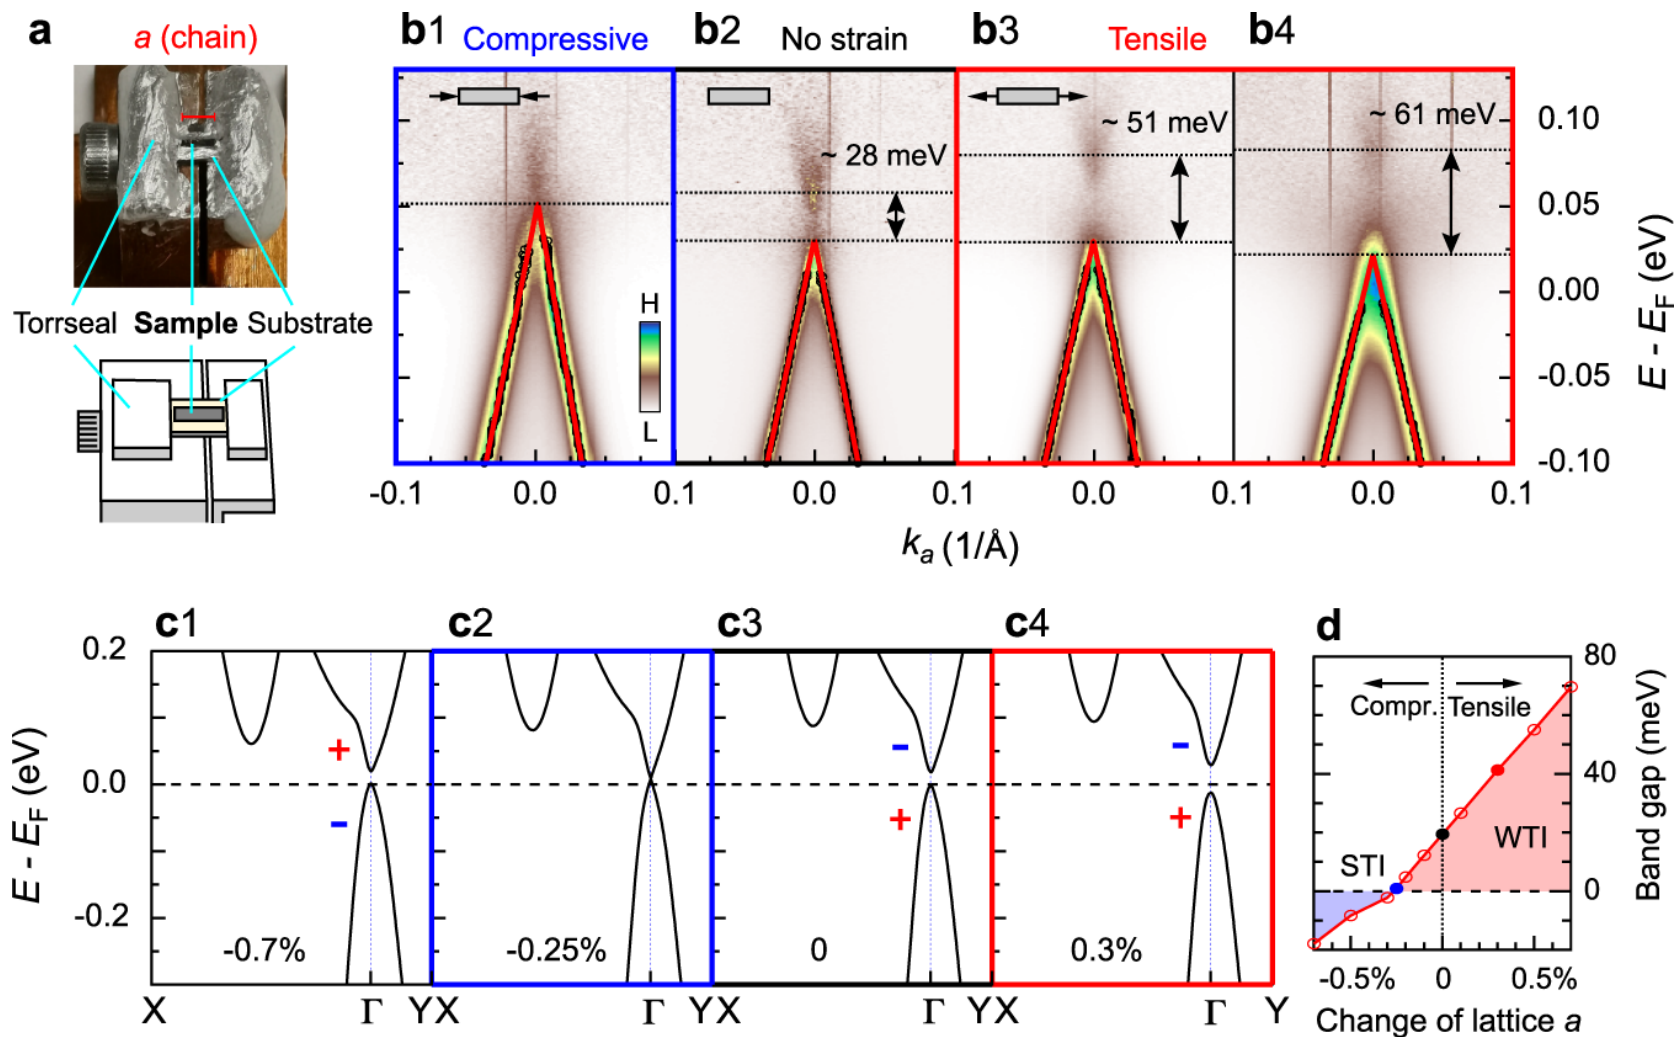 a
a (chain)
Torrseal Sample Substrate
b1 Compressive
b2 No strain
b3 Tensile
b4
~ 28 meV
~ 51 meV
~ 61 meV
H
L
0.10
0.05
0.00
-0.05
-0.10
E - EF (eV)
-0.1 0.0 0.1 0.0 0.1 0.0 0.1 0.0 0.1
ka (1/Å)
c1
c2
c3
c4
0.2
0.0
-0.2
E - EF (eV)
+
-
-
+
-
+
-0.7%
-0.25%
0
0.3%
X Γ Y X Γ Y X Γ Y X Γ Y
d
Compr. Tensile
STI
WTI
80
40
0
Band gap (meV)
-0.5% 0 0.5%
Change of lattice a